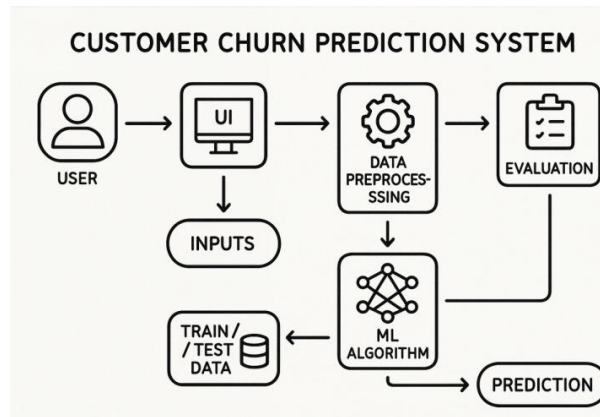 CUSTOMER CHURN PREDICTION SYSTEM
USER
UI
DATA
PREPROCES-
SSING
EVALUATION
INPUTS
TRAIN /
/ TEST
DATA
ML
ALGORITHM
PREDICTION